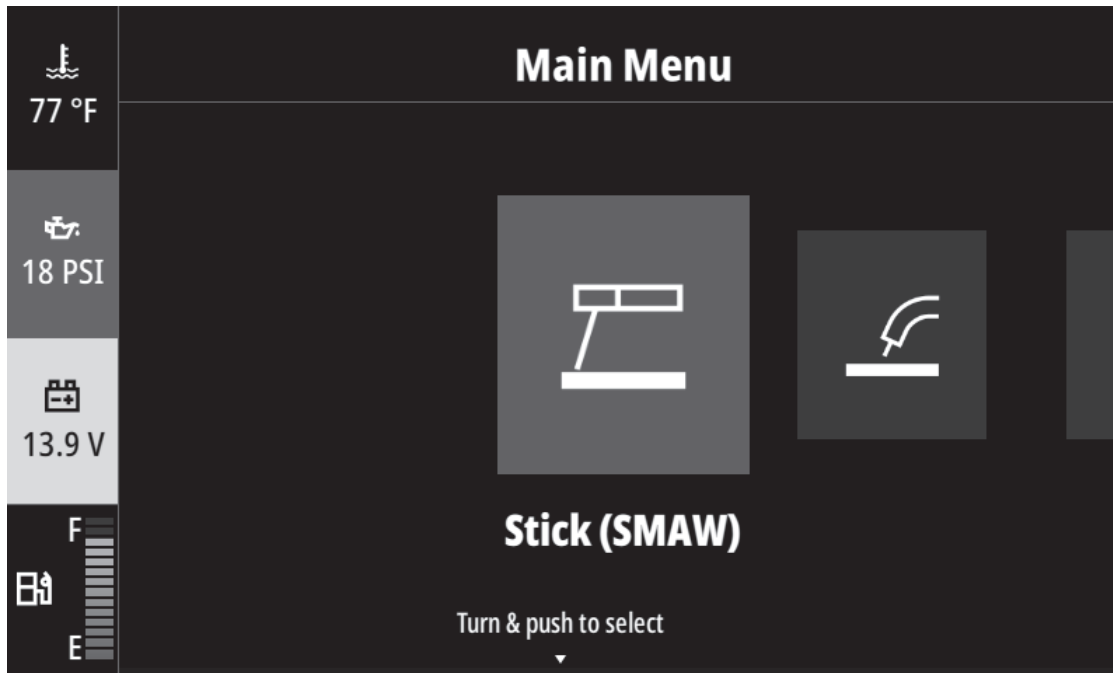 Main Menu
77 °F
18 PSI
13.9 V
F
E
Stick (SMAW)
Turn & push to select